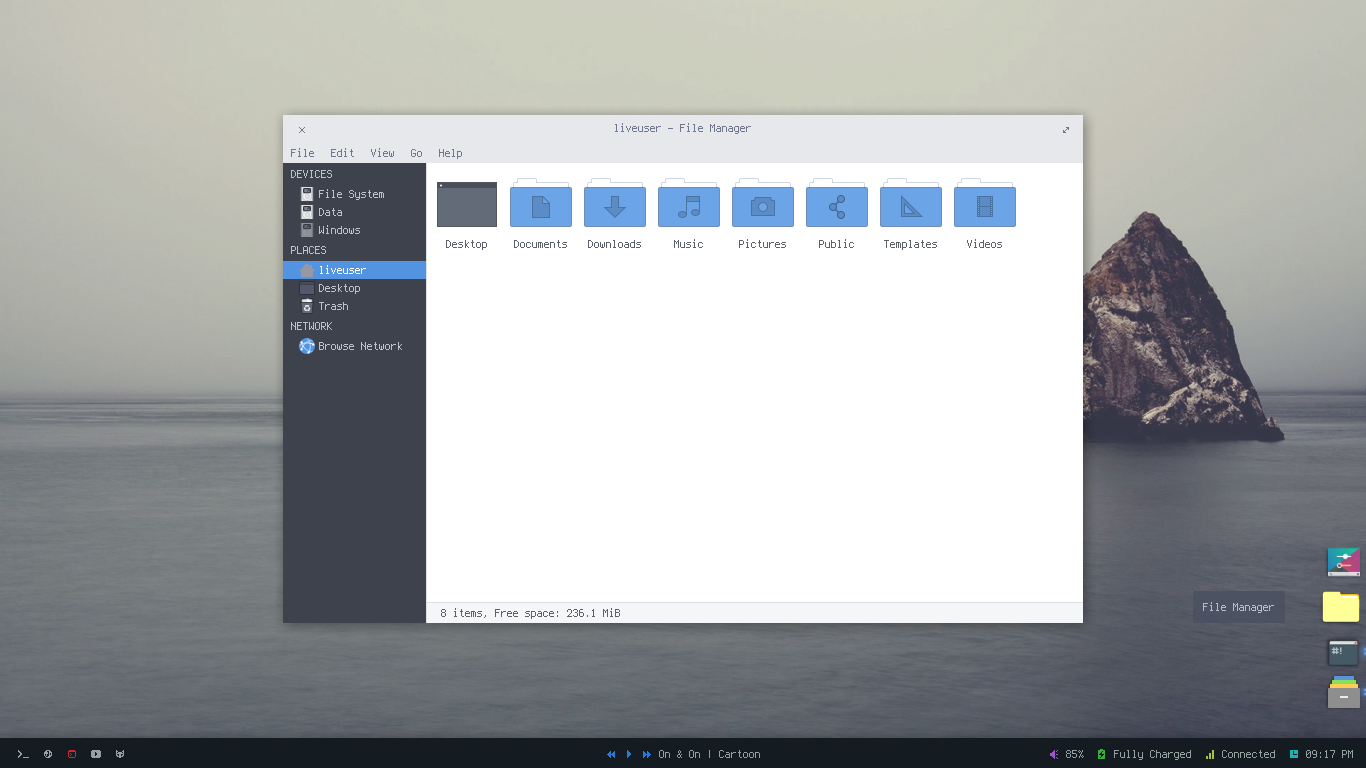 liveuser - File Manager
File Edit View Go Help
DEVICES
File System
Data
Windows
PLACES
liveuser
Desktop
Trash
NETWORK
Browse Network
Desktop Documents Downloads Music Pictures Public Templates Videos
8 items, Free space: 236.1 MiB
File Manager
#!
>_
On & On | Cartoon
85% Fully Charged Connected 09:17 PM